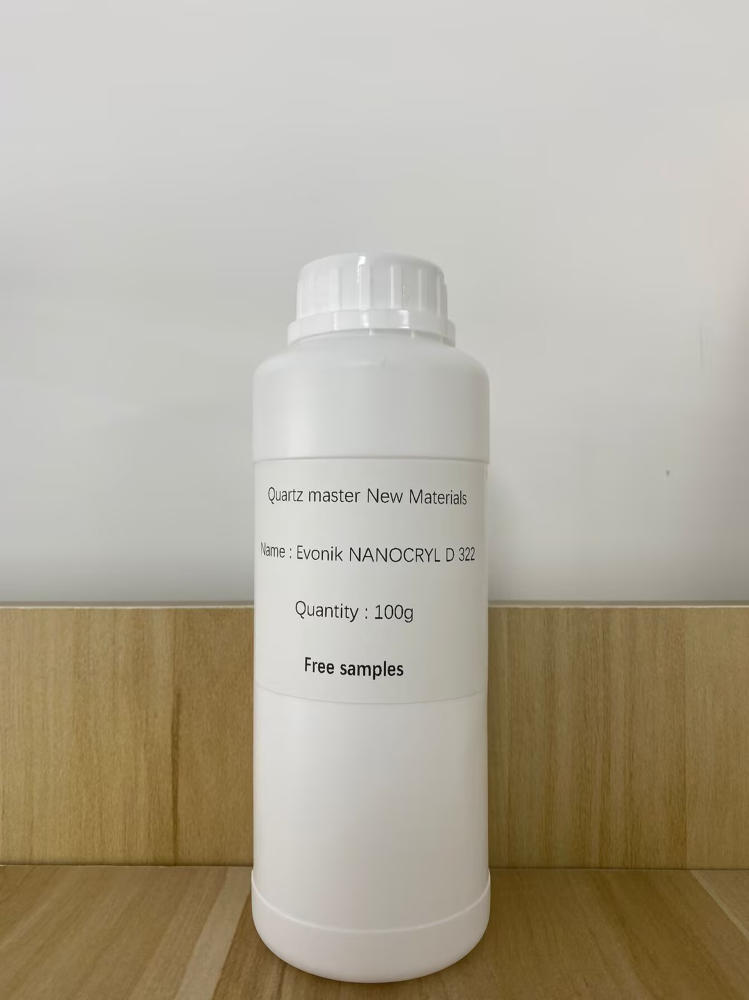 Quartz master New Materials
Name : Evonik NANOCRYL D 322
Quantity : 100g
Free samples